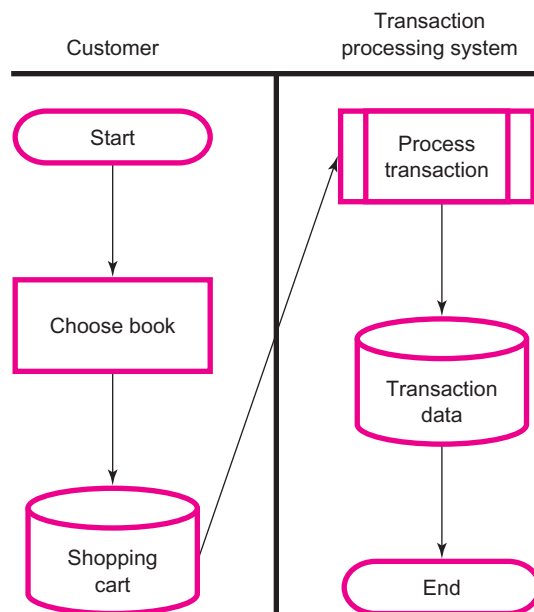 Customer
Transaction
processing system
Start
Choose book
Shopping
cart
Process
transaction
Transaction
data
End